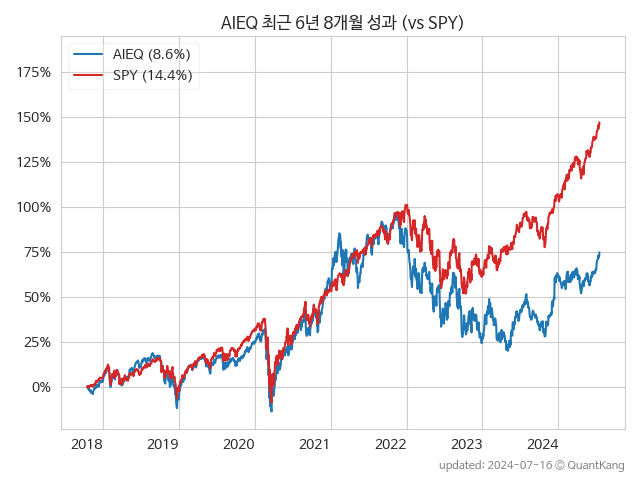 AIEQ 최근 6년 8개월 성과 (vs SPY)
AIEQ (8.6%)
SPY (14.4%)
175%
150%
125%
100%
75%
50%
25%
0%
2018 2019 2020 2021 2022 2023 2024
updated: 2024-07-16 © QuantKang